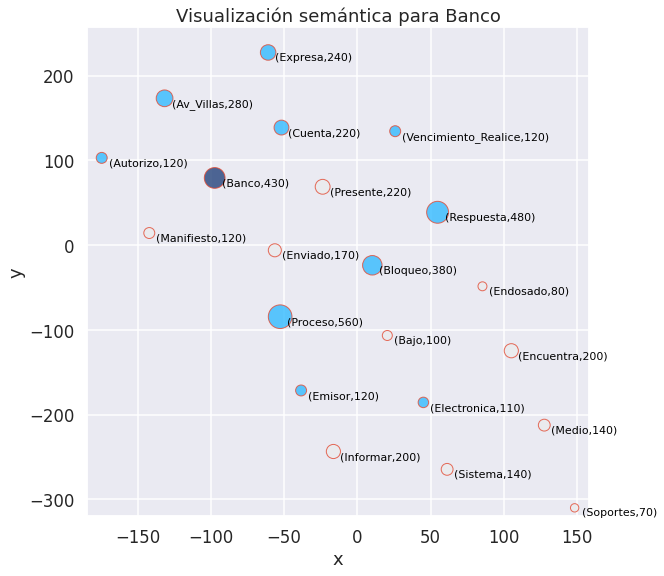 Visualización semántica para Banco
(Expresa,240)
(Av_Villas,280)
(Cuenta,220)
(Vencimiento_Realice,120)
(Autorizo,120)
(Banco,430)
(Presente,220)
(Respuesta,480)
(Manifiesto,120)
(Enviado,170)
(Bloqueo,380)
(Endosado,80)
(Proceso,560)
(Bajo,100)
(Encuentra,200)
(Emisor,120)
(Electronica,110)
(Medio,140)
(Informar,200)
(Sistema,140)
(Soportes,70)
200
100
0
−100
−200
−300
y
−150
−100
−50
0
50
100
150
x